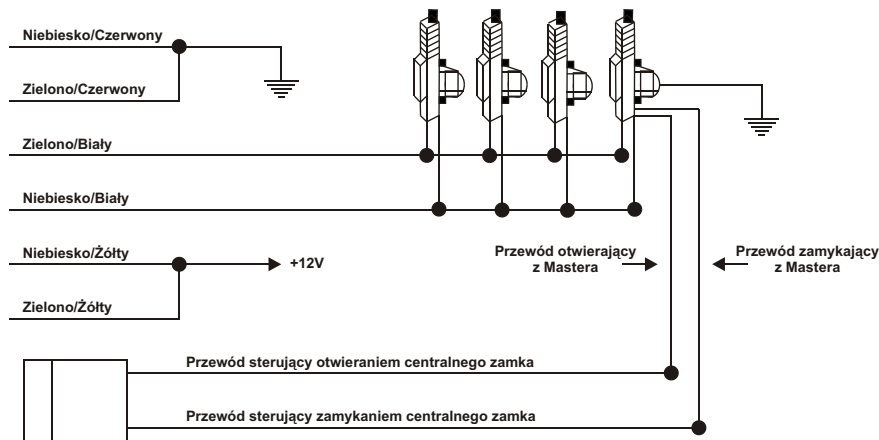 Niebiesko/Czerwony
Zielono/Czerwony
Zielono/Biały
Niebiesko/Biały
Niebiesko/Żółty
+12V
Zielono/Żółty
Przewód otwierający
z Mastera
Przewód zamykający
z Mastera
Przewód sterujący otwieraniem centralnego zamka
Przewód sterujący zamykaniem centralnego zamka